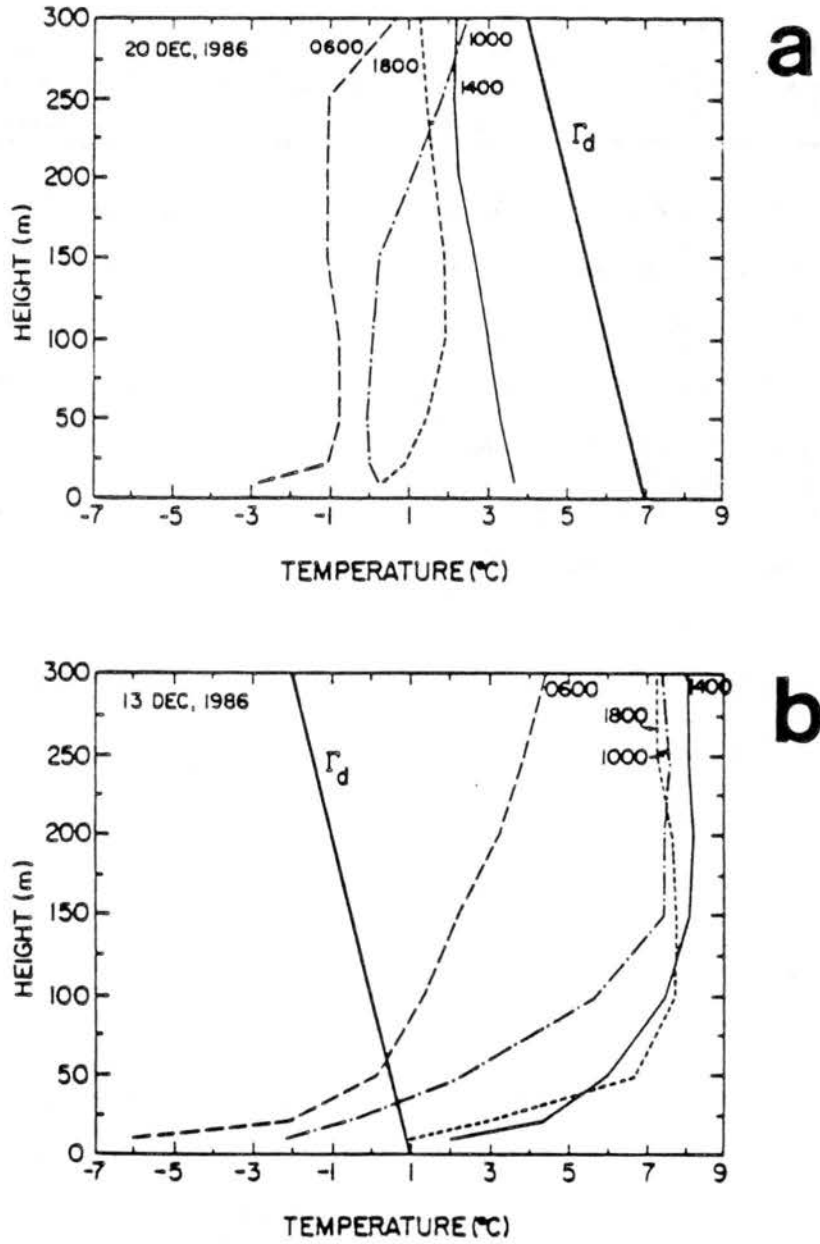 a
20 DEC, 1986
0600
1800
1000
1400
Γd
300
250
200
150
100
50
0
HEIGHT (m)
-7 -5 -3 -1 1 3 5 7 9
TEMPERATURE (°C)
b
13 DEC, 1986
0600
1400
1800
1000
Γd
300
250
200
150
100
50
0
HEIGHT (m)
-7 -5 -3 -1 1 3 5 7 9
TEMPERATURE (°C)